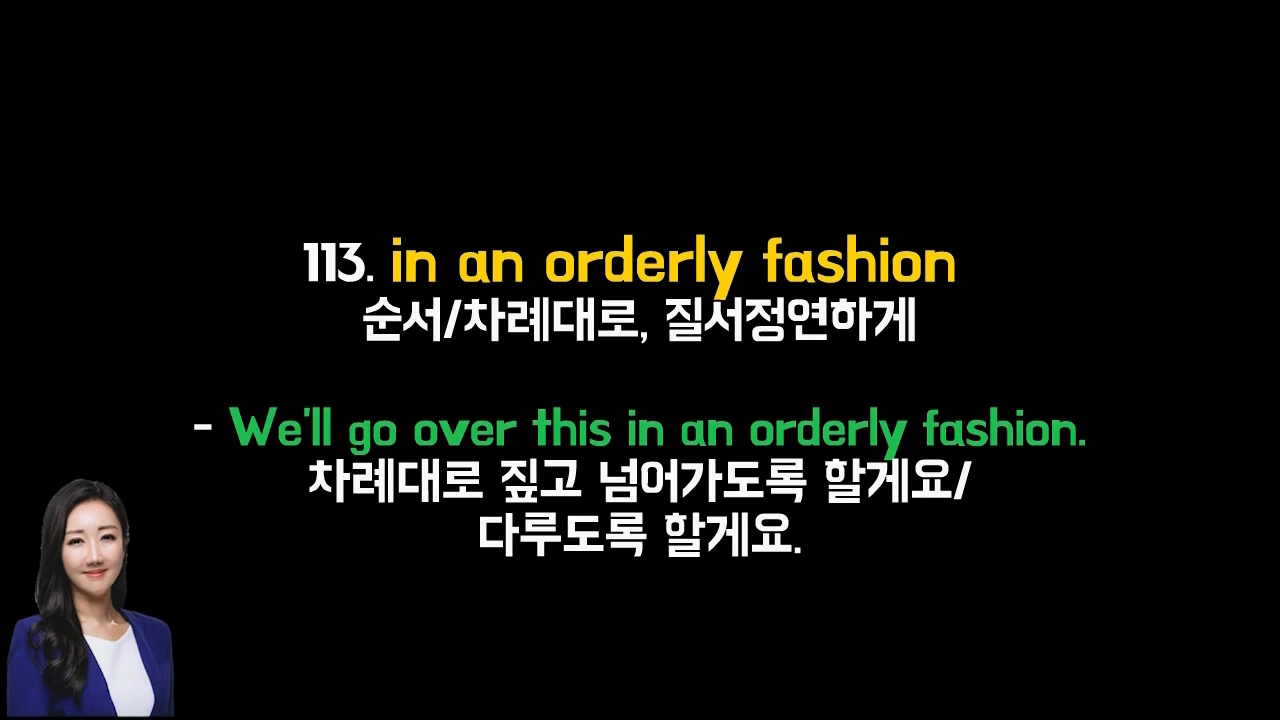 113. in an orderly fashion
순서/차례대로, 질서정연하게
- We'll go over this in an orderly fashion.
차례대로 짚고 넘어가도록 할게요/
다루도록 할게요.